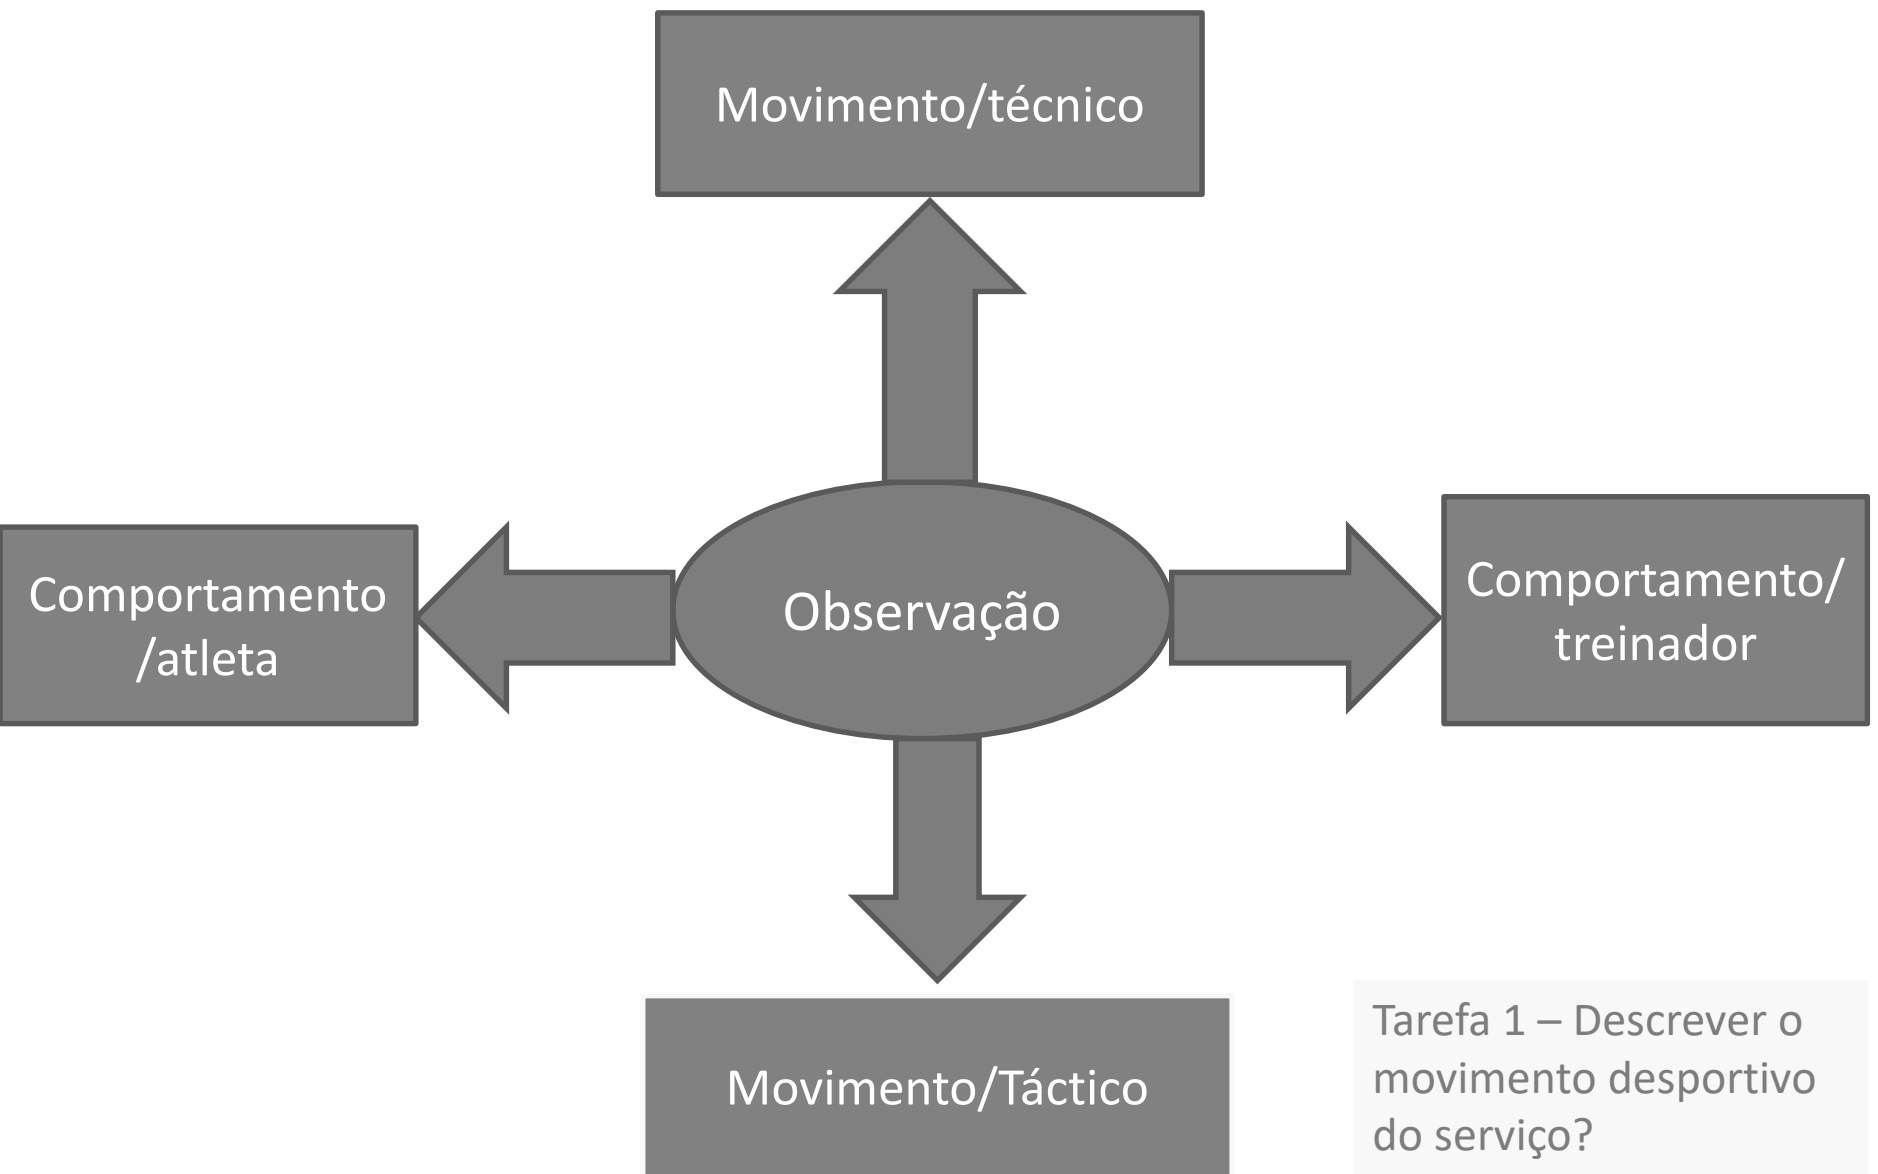 Movimento/técnico
Comportamento
/atleta
Observação
Comportamento/
treinador
Movimento/Táctico
Tarefa 1 – Descrever o
movimento desportivo
do serviço?